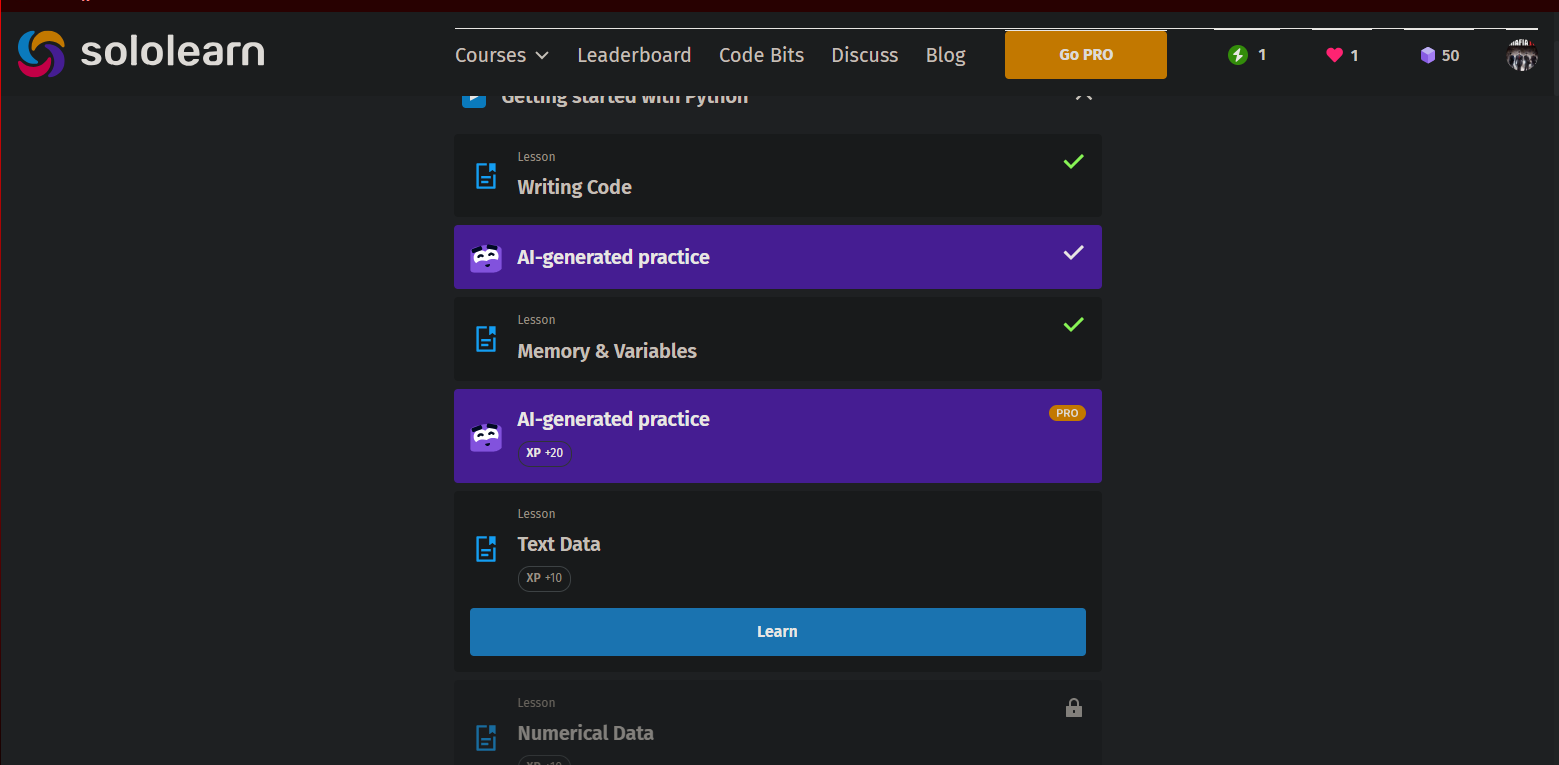 sololearn
Courses
Leaderboard
Code Bits
Discuss
Blog
Go PRO
1
1
50
Getting started with Python
Lesson
Writing Code
AI-generated practice
Lesson
Memory & Variables
AI-generated practice
PRO
XP +20
Lesson
Text Data
XP +10
Learn
Lesson
Numerical Data
XP +10